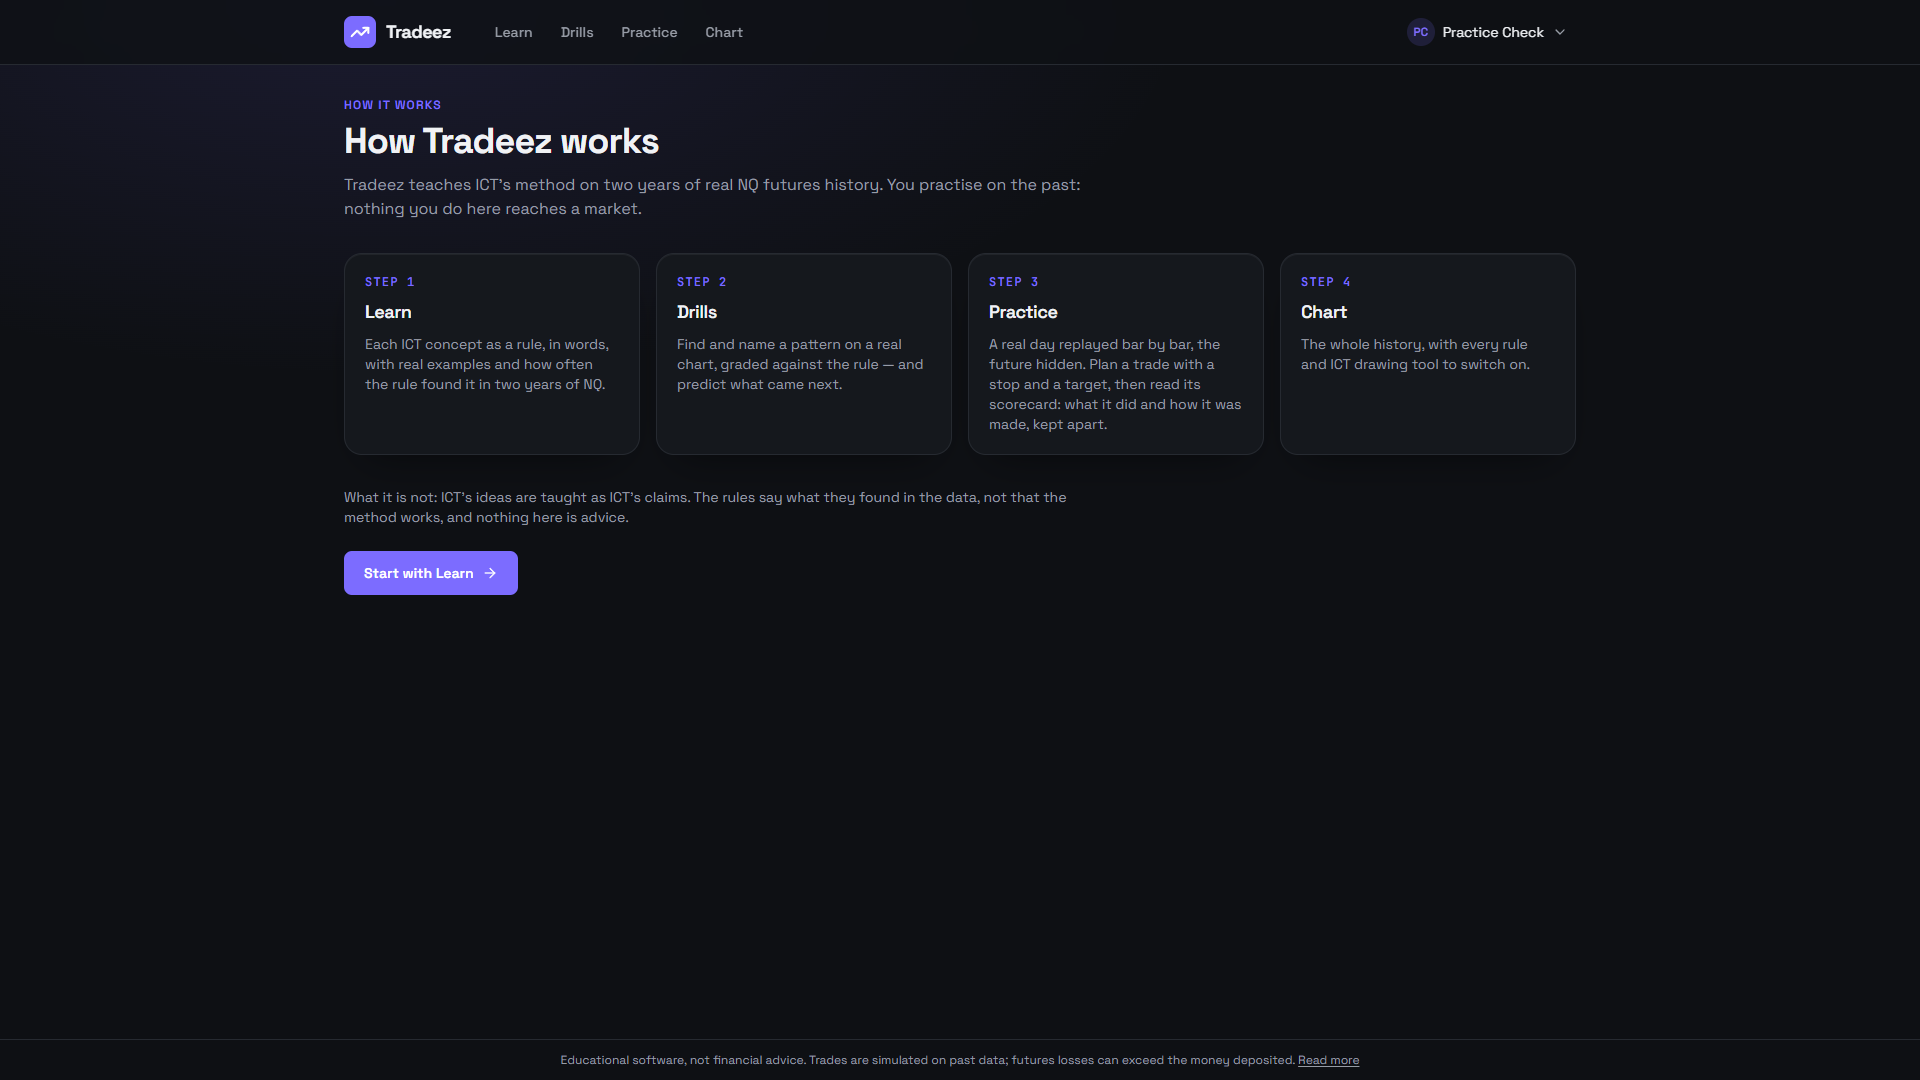 Tradeez
Learn
Drills
Practice
Chart
PC
Practice Check
HOW IT WORKS
How Tradeez works
Tradeez teaches ICT's method on two years of real NQ futures history. You practise on the past:
nothing you do here reaches a market.
STEP 1
Learn
Each ICT concept as a rule, in words,
with real examples and how often
the rule found it in two years of NQ.
STEP 2
Drills
Find and name a pattern on a real
chart, graded against the rule — and
predict what came next.
STEP 3
Practice
A real day replayed bar by bar, the
future hidden. Plan a trade with a
stop and a target, then read its
scorecard: what it did and how it was
made, kept apart.
STEP 4
Chart
The whole history, with every rule
and ICT drawing tool to switch on.
What it is not: ICT's ideas are taught as ICT's claims. The rules say what they found in the data, not that the
method works, and nothing here is advice.
Start with Learn
Educational software, not financial advice. Trades are simulated on past data; futures losses can exceed the money deposited. Read more